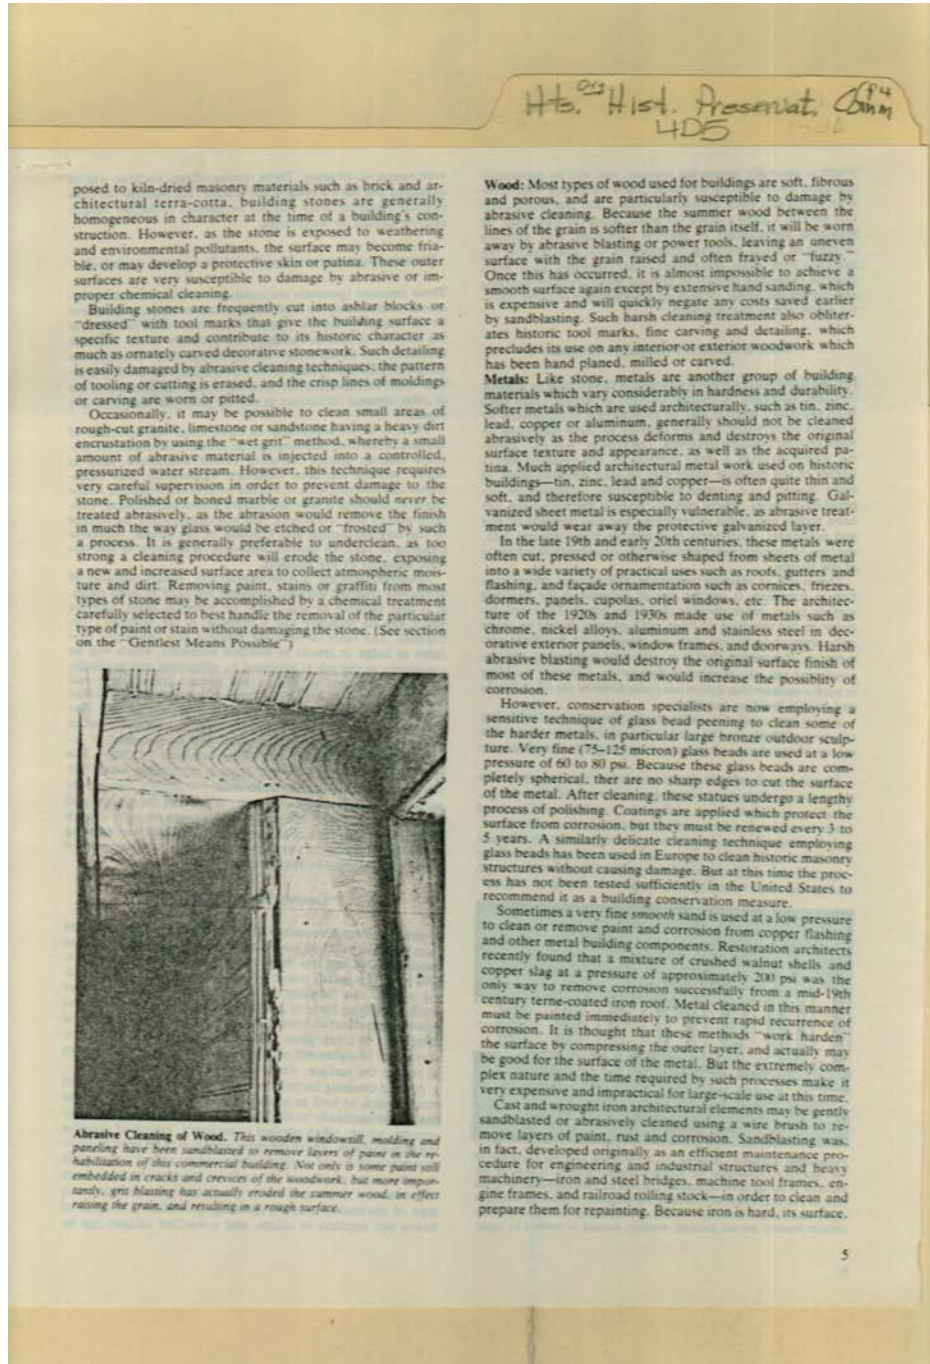 Hts. Org Hist. Preservat. Comm
4D5
posed to kiln-dried masonry materials such as brick and ar-
chitectural terra-cotta, building stones are generally
homogeneous in character at the time of a building's con-
struction. However, as the stone is exposed to weathering
and environmental pollutants, the surface may become fria-
ble, or may develop a protective skin or patina. These outer
surfaces are very susceptible to damage by abrasive or im-
proper chemical cleaning.
Building stones are frequently cut into ashlar blocks or
"dressed" with tool marks that give the building surface a
specific texture and contribute to its historic character as
much as ornately carved decorative stonework. Such detailing
is easily damaged by abrasive cleaning techniques; the pattern
of tooling or cutting is erased, and the crisp lines of moldings
or carving are worn or pitted.
Occasionally, it may be possible to clean small areas of
rough-cut granite, limestone or sandstone having a heavy dirt
encrustation by using the "wet grit" method, whereby a small
amount of abrasive material is injected into a controlled,
pressurized water stream. However, this technique requires
very careful supervision in order to prevent damage to the
stone. Polished or honed marble or granite should never be
treated abrasively, as the abrasion would remove the finish
in much the way glass would be etched or "frosted" by such
a process. It is generally preferable to underclean, as too
strong a cleaning procedure will erode the stone, exposing
a new and increased surface area to collect atmospheric mois-
ture and dirt. Removing paint, stains or graffiti from most
types of stone may be accomplished by a chemical treatment
carefully selected to best handle the removal of the particular
type of paint or stain without damaging the stone. (See section
on the "Gentlest Means Possible")
Abrasive Cleaning of Wood. This wooden windowsill, molding and
paneling have been sandblasted to remove layers of paint in the re-
habilitation of this commercial building. Not only is some paint still
embedded in cracks and crevices of the woodwork, but more impor-
tantly, grit blasting has actually eroded the summer wood, in effect
raising the grain, and resulting in a rough surface.
Wood: Most types of wood used for buildings are soft, fibrous
and porous, and are particularly susceptible to damage by
abrasive cleaning. Because the summer wood between the
lines of the grain is softer than the grain itself, it will be worn
away by abrasive blasting or power tools, leaving an uneven
surface with the grain raised and often frayed or "fuzzy."
Once this has occurred, it is almost impossible to achieve a
smooth surface again except by extensive hand sanding, which
is expensive and will quickly negate any costs saved earlier
by sandblasting. Such harsh cleaning treatment also obliter-
ates historic tool marks, fine carving and detailing, which
precludes its use on any interior or exterior woodwork which
has been hand planed, milled or carved.
Metals: Like stone, metals are another group of building
materials which vary considerably in hardness and durability.
Softer metals which are used architecturally, such as tin, zinc,
lead, copper or aluminum, generally should not be cleaned
abrasively as the process deforms and destroys the original
surface texture and appearance, as well as the acquired pa-
tina. Much applied architectural metal work used on historic
buildings—tin, zinc, lead and copper—is often quite thin and
soft, and therefore susceptible to denting and pitting. Gal-
vanized sheet metal is especially vulnerable, as abrasive treat-
ment would wear away the protective galvanized layer.
In the late 19th and early 20th centuries, these metals were
often cut, pressed or otherwise shaped from sheets of metal
into a wide variety of practical uses such as roofs, gutters and
flashing, and façade ornamentation such as cornices, friezes,
dormers, panels, cupolas, oriel windows, etc. The architec-
ture of the 1920s and 1930s made use of metals such as
chrome, nickel alloys, aluminum and stainless steel in dec-
orative exterior panels, window frames, and doorways. Harsh
abrasive blasting would destroy the original surface finish of
most of these metals, and would increase the possiblity of
corrosion.
However, conservation specialists are now employing a
sensitive technique of glass bead peening to clean some of
the harder metals, in particular large bronze outdoor sculp-
ture. Very fine (75–125 micron) glass beads are used at a low
pressure of 60 to 80 psi. Because these glass beads are com-
pletely spherical, ther are no sharp edges to cut the surface
of the metal. After cleaning, these statues undergo a lengthy
process of polishing. Coatings are applied which protect the
surface from corrosion, but they must be renewed every 3 to
5 years. A similarly delicate cleaning technique employing
glass beads has been used in Europe to clean historic masonry
structures without causing damage. But at this time the proc-
ess has not been tested sufficiently in the United States to
recommend it as a building conservation measure.
Sometimes a very fine smooth sand is used at a low pressure
to clean or remove paint and corrosion from copper flashing
and other metal building components. Restoration architects
recently found that a mixture of crushed walnut shells and
copper slag at a pressure of approximately 200 psi was the
only way to remove corrosion successfully from a mid-19th
century terne-coated iron roof. Metal cleaned in this manner
must be painted immediately to prevent rapid recurrence of
corrosion. It is thought that these methods "work harden"
the surface by compressing the outer layer, and actually may
be good for the surface of the metal. But the extremely com-
plex nature and the time required by such processes make it
very expensive and impractical for large-scale use at this time.
Cast and wrought iron architectural elements may be gently
sandblasted or abrasively cleaned using a wire brush to re-
move layers of paint, rust and corrosion. Sandblasting was,
in fact, developed originally as an efficient maintenance pro-
cedure for engineering and industrial structures and heavy
machinery—iron and steel bridges, machine tool frames, en-
gine frames, and railroad rolling stock—in order to clean and
prepare them for repainting. Because iron is hard, its surface,
5